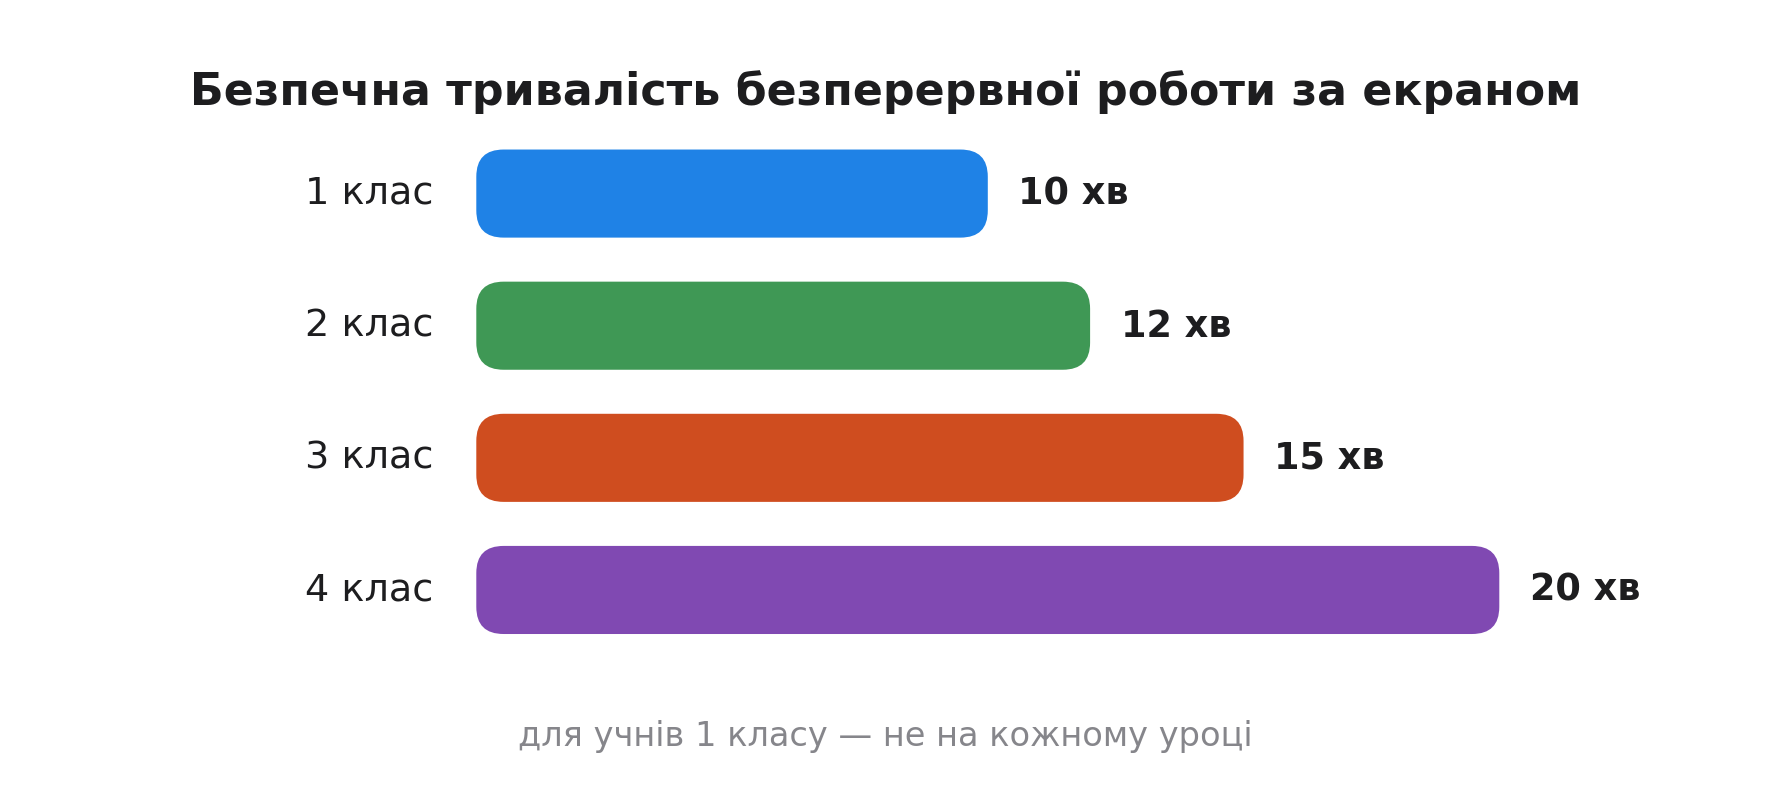 Безпечна тривалість безперервної роботи за екраном
1 клас 10 хв
2 клас 12 хв
3 клас 15 хв
4 клас 20 хв
для учнів 1 класу — не на кожному уроці